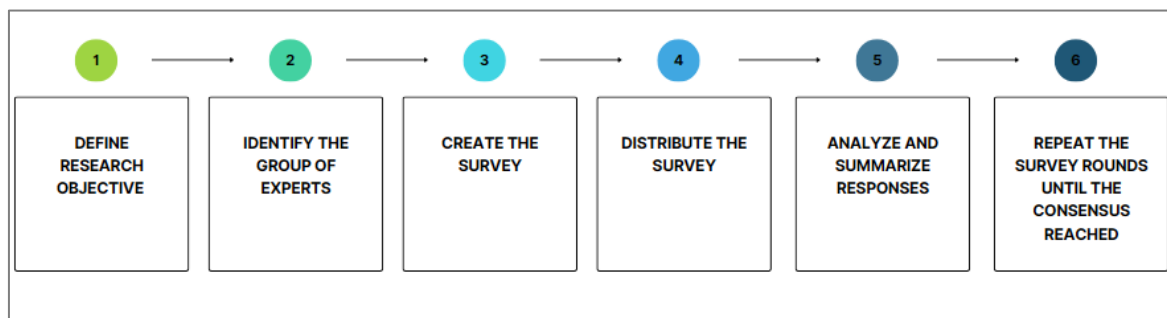 1
2
3
4
5
6
DEFINE
RESEARCH
OBJECTIVE
IDENTIFY THE
GROUP OF
EXPERTS
CREATE THE
SURVEY
DISTRIBUTE THE
SURVEY
ANALYZE AND
SUMMARIZE
RESPONSES
REPEAT THE
SURVEY ROUNDS
UNTIL THE
CONSENSUS
REACHED